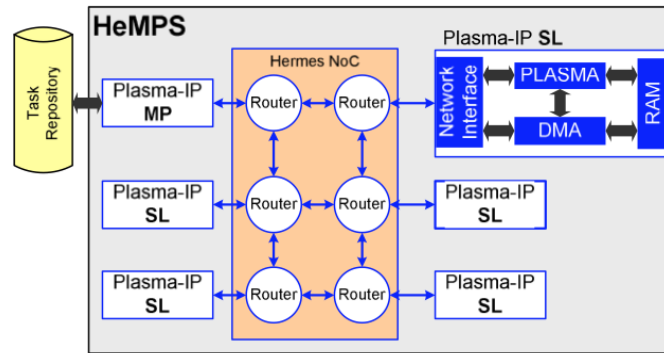 HeMPS
Task
Repository
Hermes NoC
Plasma-IP SL
Plasma-IP
MP
Router
Router
Network
Interface
PLASMA
DMA
RAM
Plasma-IP
SL
Router
Router
Plasma-IP
SL
Plasma-IP
SL
Router
Router
Plasma-IP
SL